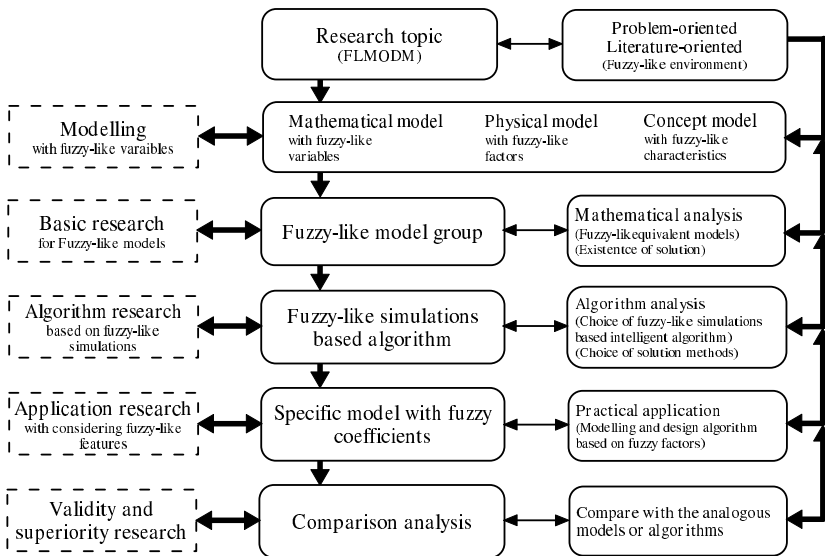 Research topic
(FLMODM)
Problem-oriented
Literature-oriented
(Fuzzy-like environment)
Modelling
with fuzzy-like varaibles
Mathematical model
with fuzzy-like
variables
Physical model
with fuzzy-like
factors
Concept model
with fuzzy-like
characteristics
Basic research
for Fuzzy-like models
Fuzzy-like model group
Mathematical analysis
(Fuzzy-likequivalent models)
(Existentce of solution)
Algorithm research
based on fuzzy-like
simulations
Fuzzy-like simulations
based algorithm
Algorithm analysis
(Choice of fuzzy-like simulations
based intelligent algorithm)
(Choice of solution methods)
Application research
with considering fuzzy-like
features
Specific model with fuzzy
coefficients
Practical application
(Modelling and design algorithm
based on fuzzy factors)
Validity and
superiority research
Comparison analysis
Compare with the analogous
models or algorithms